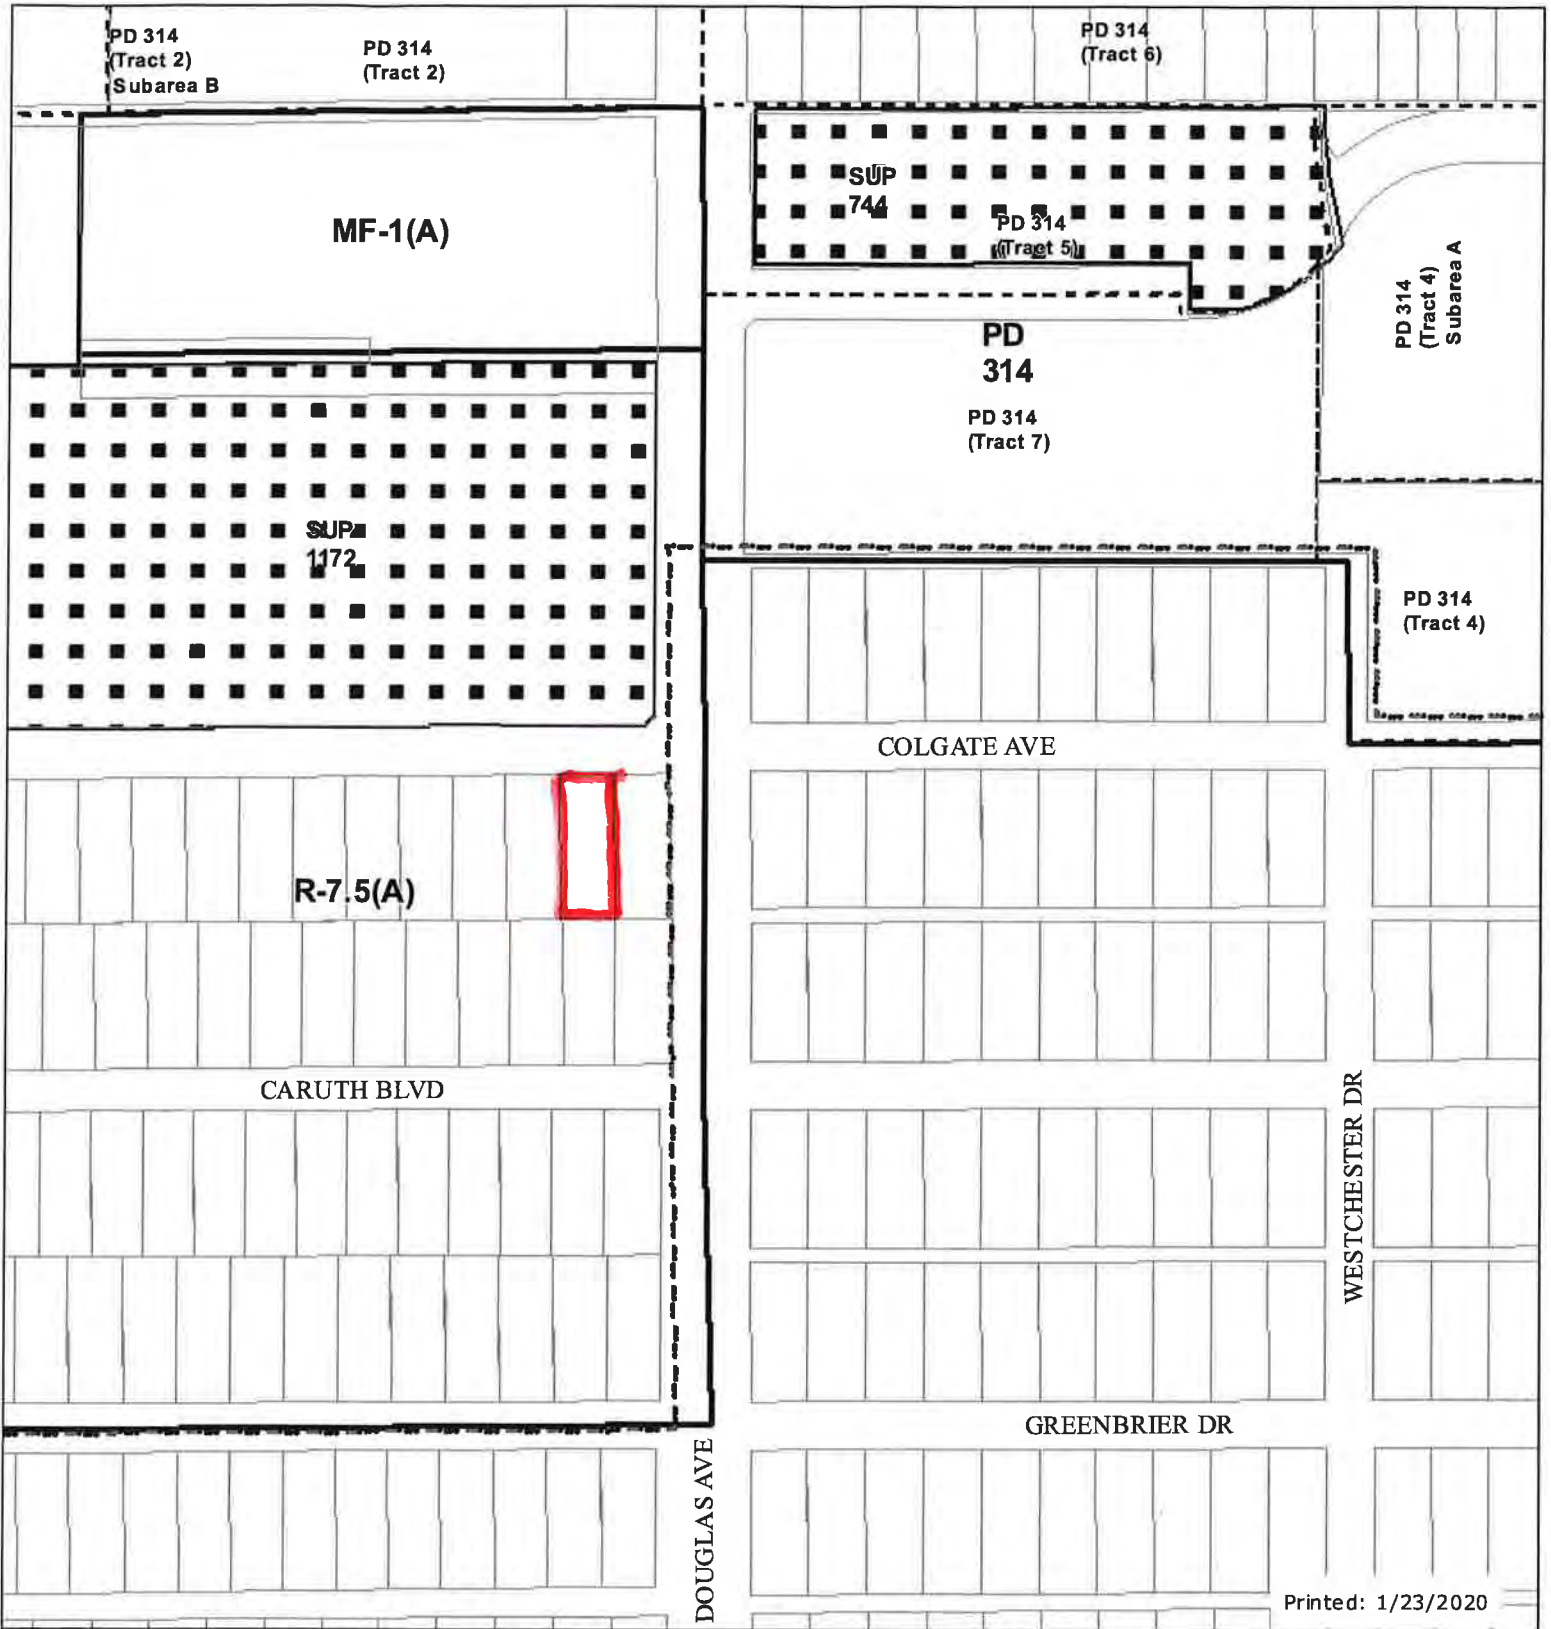 PD 314
(Tract 2)
Subarea B
PD 314
(Tract 2)
PD 314
(Tract 6)
MF-1(A)
SUP
744
PD 314
(Tract 5)
PD 314
(Tract 4)
Subarea A
PD
314
PD 314
(Tract 7)
SUP
1172
PD 314
(Tract 4)
COLGATE AVE
R-7.5(A)
CARUTH BLVD
WESTCHESTER DR
GREENBRIER DR
DOUGLAS AVE
Printed: 1/23/2020